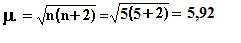 μ = √n(n+2) = √5(5+2) = 5,92